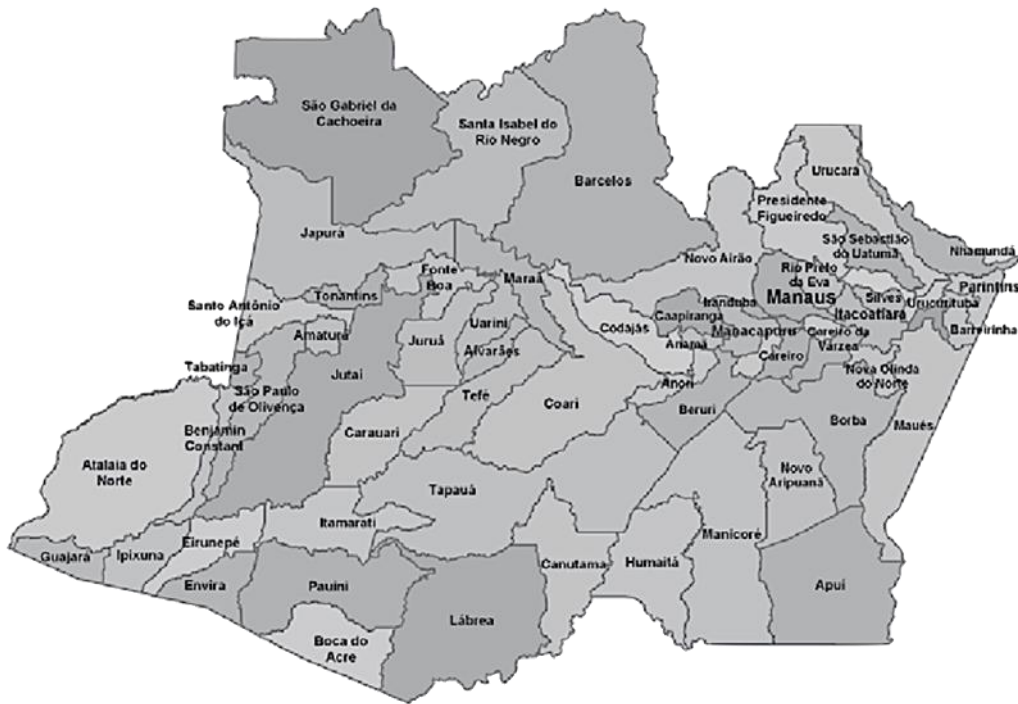 São Gabriel da
Cachoeira
Santa Isabel do
Rio Negro
Barcelos
Urucará
Presidente
Figueiredo
São Sebastião
do Uatumã
Nhamundá
Japurá
Novo Airão
Fonte
Boa
Maraã
Rio Preto
da Eva
Parintins
Tonantins
Manaus
Silves
Urucurituba
Iranduba
Santo Antônio
do Içá
Caapiranga
Itacoatiara
Uarini
Codajás
Manacapuru
Careiro da
Várzea
Barreirinha
Amaturá
Juruá
Anamã
Alvarães
Careiro
Tabatinga
Jutaí
Nova Olinda
do Norte
Anori
São Paulo
de Olivença
Tefé
Coari
Beruri
Borba
Maués
Benjamin
Constant
Carauari
Atalaia do
Norte
Novo
Aripuanã
Tapauá
Itamarati
Manicoré
Eirunepé
Guajará
Ipixuna
Canutama
Humaitá
Envira
Pauini
Apuí
Lábrea
Boca do
Acre